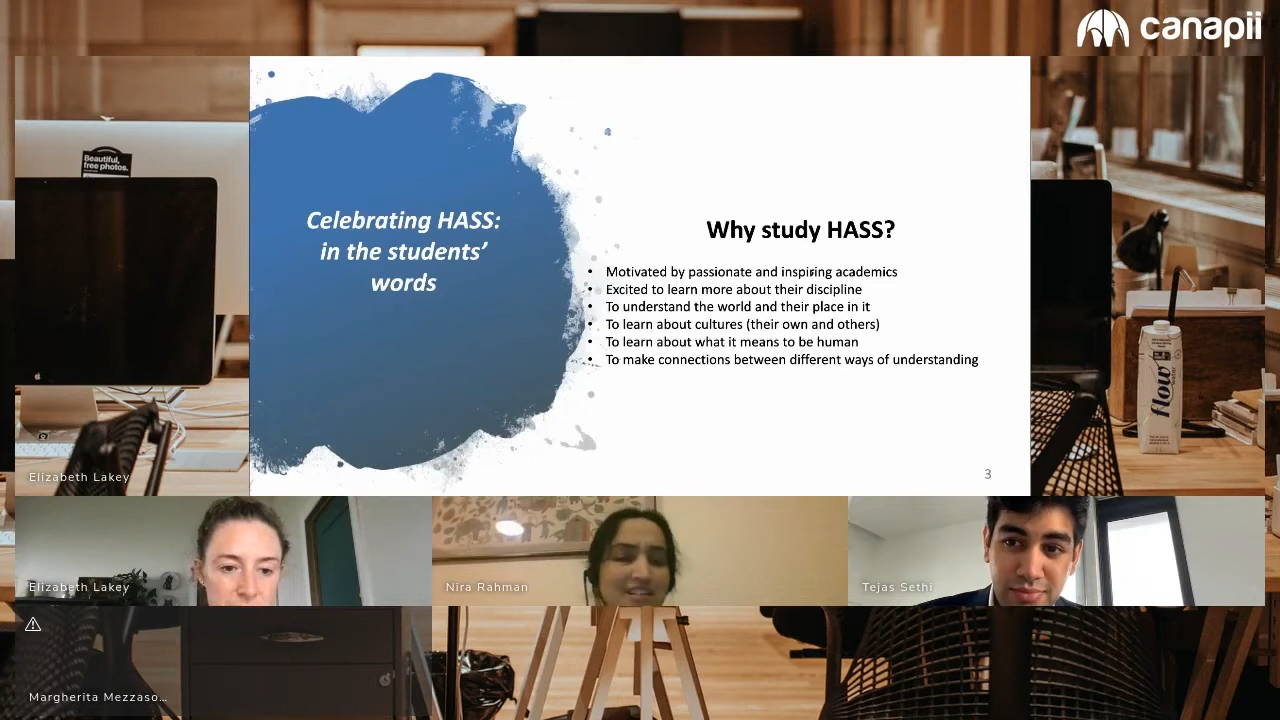 canapii
Beautiful,
free photos.
Celebrating HASS:
in the students’
words
Why study HASS?
• Motivated by passionate and inspiring academics
• Excited to learn more about their discipline
• To understand the world and their place in it
• To learn about cultures (their own and others)
• To learn about what it means to be human
• To make connections between different ways of understanding
3
flow
Elizabeth Lakey
Elizabeth Lakey
Nira Rahman
Tejas Sethi
Margherita Mezzaso…